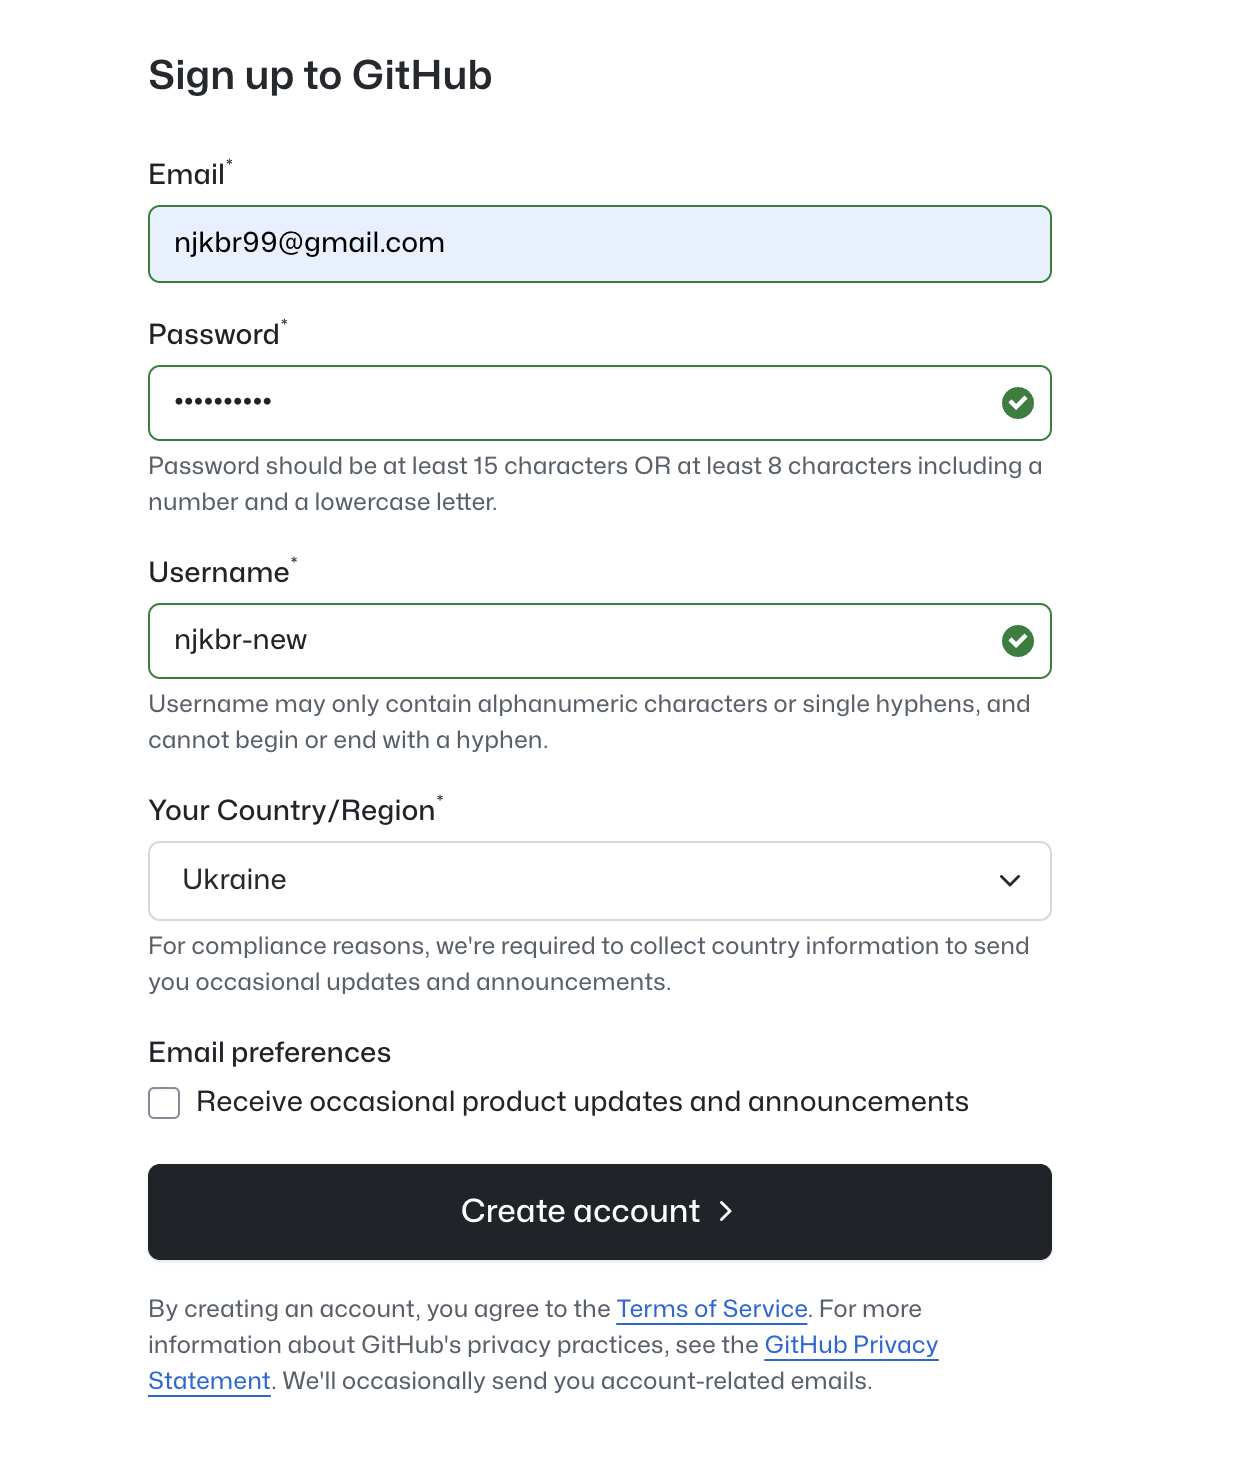 Sign up to GitHub
Email*
njkbr99@gmail.com
Password*
••••••••••
Password should be at least 15 characters OR at least 8 characters including a
number and a lowercase letter.
Username*
njkbr-new
Username may only contain alphanumeric characters or single hyphens, and
cannot begin or end with a hyphen.
Your Country/Region*
Ukraine
For compliance reasons, we're required to collect country information to send
you occasional updates and announcements.
Email preferences
Receive occasional product updates and announcements
Create account
By creating an account, you agree to the Terms of Service. For more
information about GitHub's privacy practices, see the GitHub Privacy
Statement. We'll occasionally send you account-related emails.